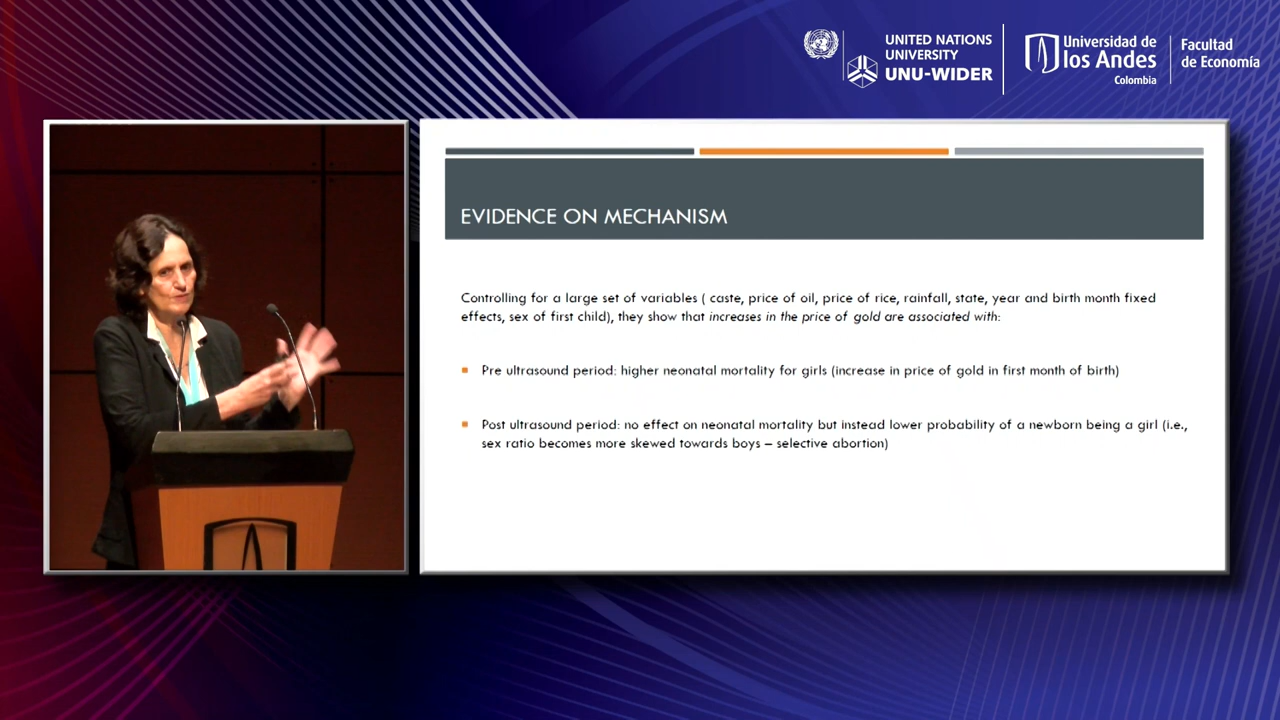 UNITED NATIONS
UNIVERSITY
UNU-WIDER
Universidad de
los Andes
Colombia
Facultad
de Economía
EVIDENCE ON MECHANISM
Controlling for a large set of variables ( caste, price of oil, price of rice, rainfall, state, year and birth month fixed
effects, sex of first child), they show that increases in the price of gold are associated with:
Pre ultrasound period: higher neonatal mortality for girls (increase in price of gold in first month of birth)
Post ultrasound period: no effect on neonatal mortality but instead lower probability of a newborn being a girl (i.e.,
sex ratio becomes more skewed towards boys – selective abortion)